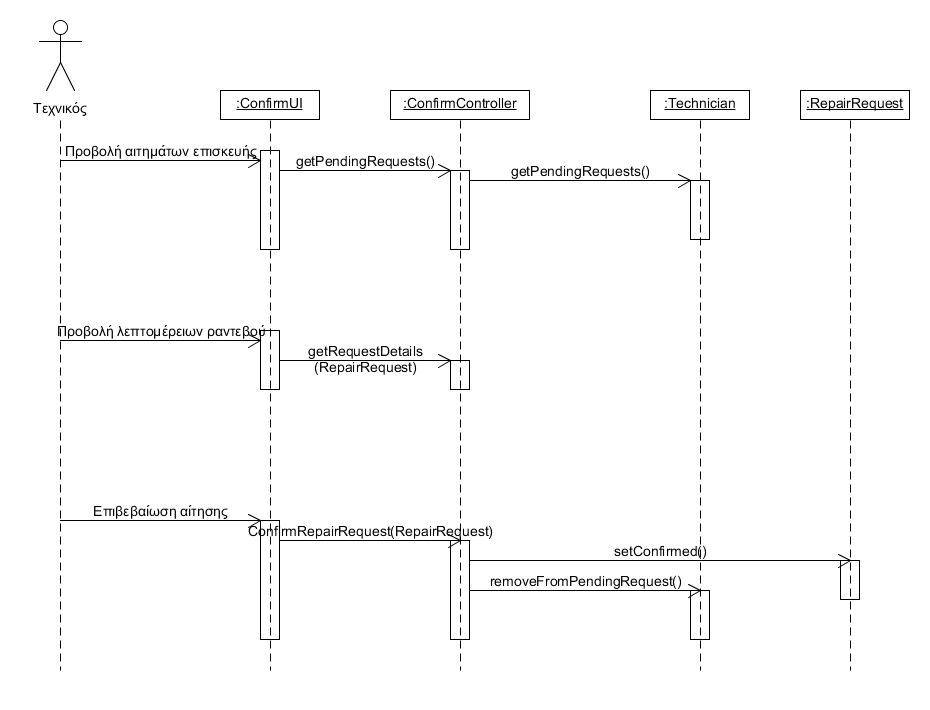 Τεχνικός
:ConfirmUI
:ConfirmController
:Technician
:RepairRequest
Προβολή αιτημάτων επισκευής
getPendingRequests()
getPendingRequests()
Προβολή λεπτομέρειων ραντεβού
getRequestDetails
(RepairRequest)
Επιβεβαίωση αίτησης
ConfirmRepairRequest(RepairRequest)
setConfirmed()
removeFromPendingRequest()